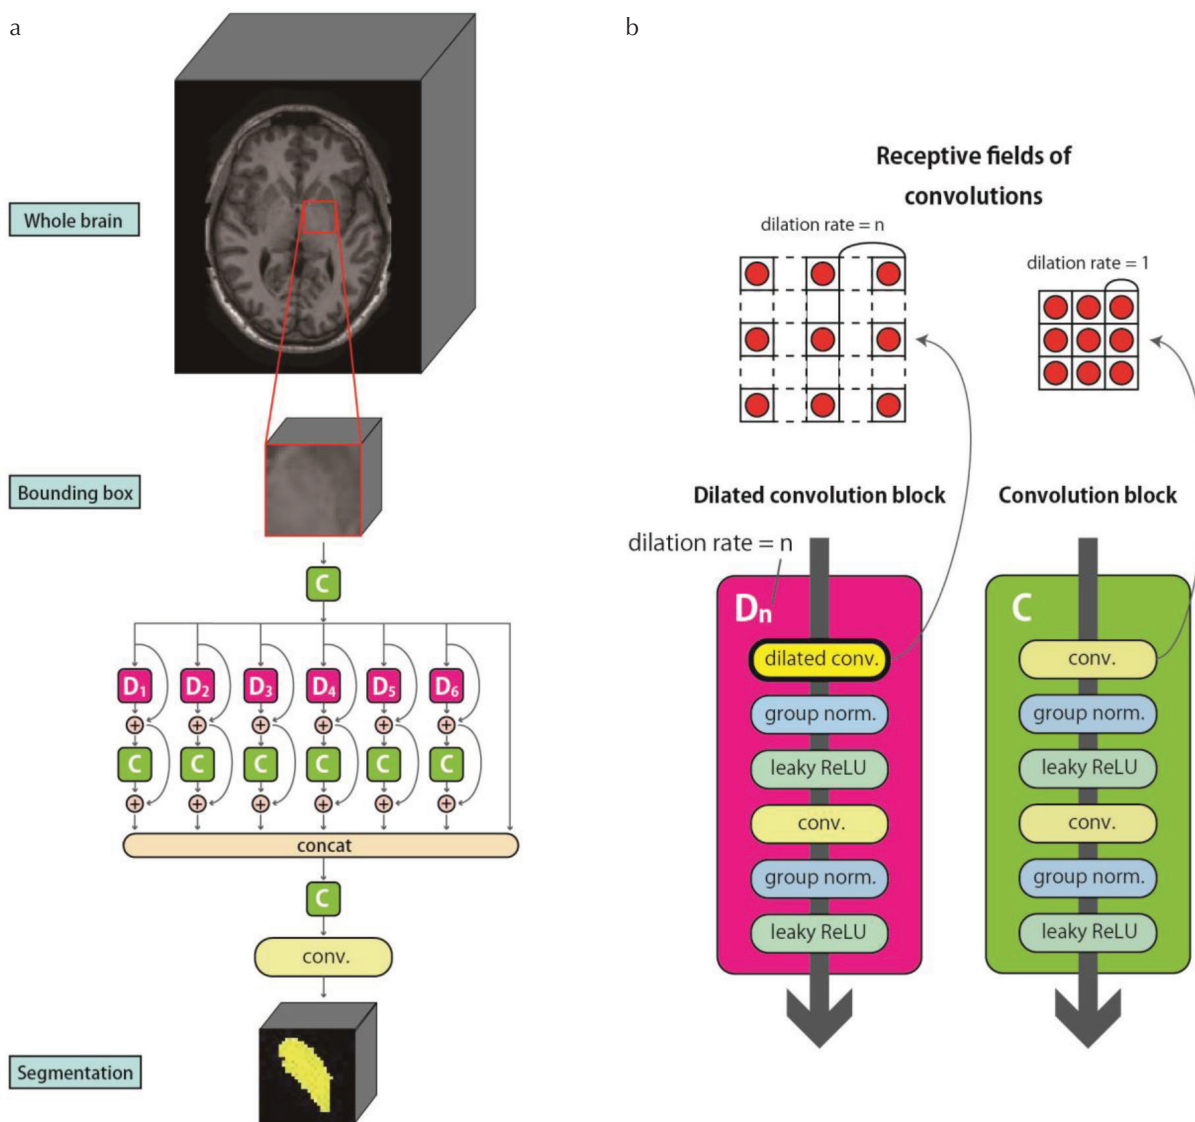 a
Whole brain
Bounding box
C
D1 D2 D3 D4 D5 D6
+ + + + + +
C C C C C C
+ + + + + +
concat
C
conv.
Segmentation
b
Receptive fields of
convolutions
dilation rate = n
dilation rate = 1
Dilated convolution block
Convolution block
dilation rate = n
Dn
dilated conv.
group norm.
leaky ReLU
conv.
group norm.
leaky ReLU
C
conv.
group norm.
leaky ReLU
conv.
group norm.
leaky ReLU